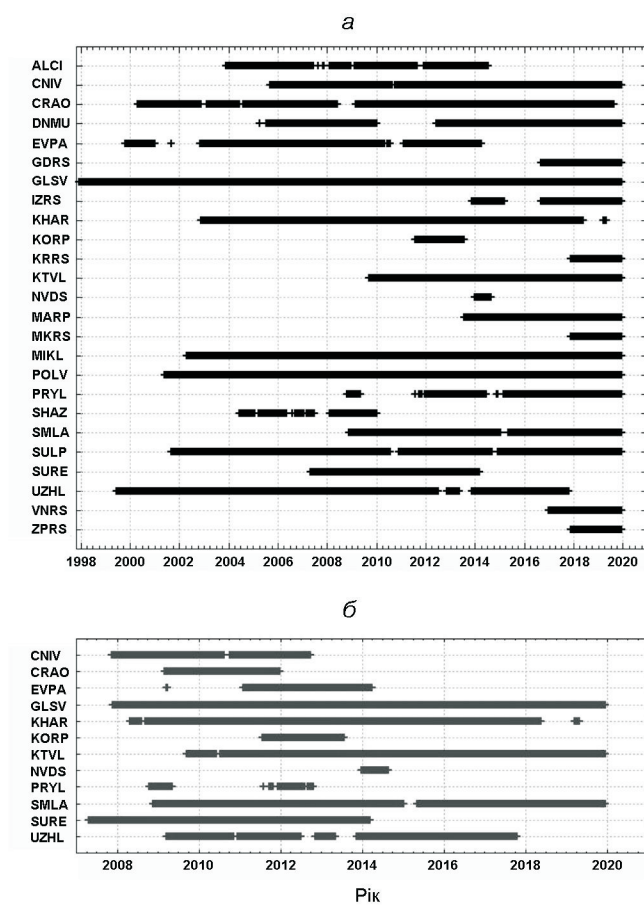 а
ALCI
CNIV
CRAO
DNMU
EVPA
GDRS
GLSV
IZRS
KHAR
KORP
KRRS
KTVL
NVDS
MARP
MKRS
MIKL
POLV
PRYL
SHAZ
SMLA
SULP
SURE
UZHL
VNRS
ZPRS
1998 2000 2002 2004 2006 2008 2010 2012 2014 2016 2018 2020
б
CNIV
CRAO
EVPA
GLSV
KHAR
KORP
KTVL
NVDS
PRYL
SMLA
SURE
UZHL
2008 2010 2012 2014 2016 2018 2020
Рік